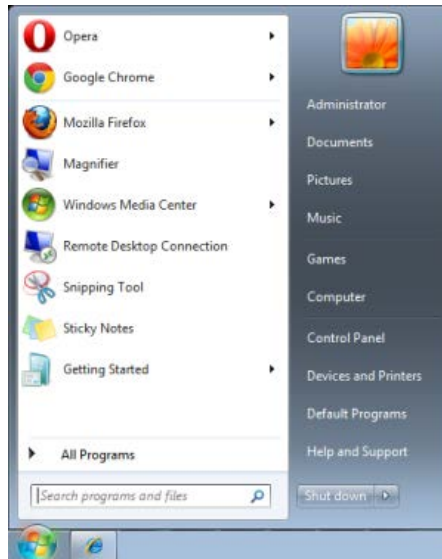 Opera
Google Chrome
Mozilla Firefox
Magnifier
Windows Media Center
Remote Desktop Connection
Snipping Tool
Sticky Notes
Getting Started
All Programs
Search programs and files
Administrator
Documents
Pictures
Music
Games
Computer
Control Panel
Devices and Printers
Default Programs
Help and Support
Shut down